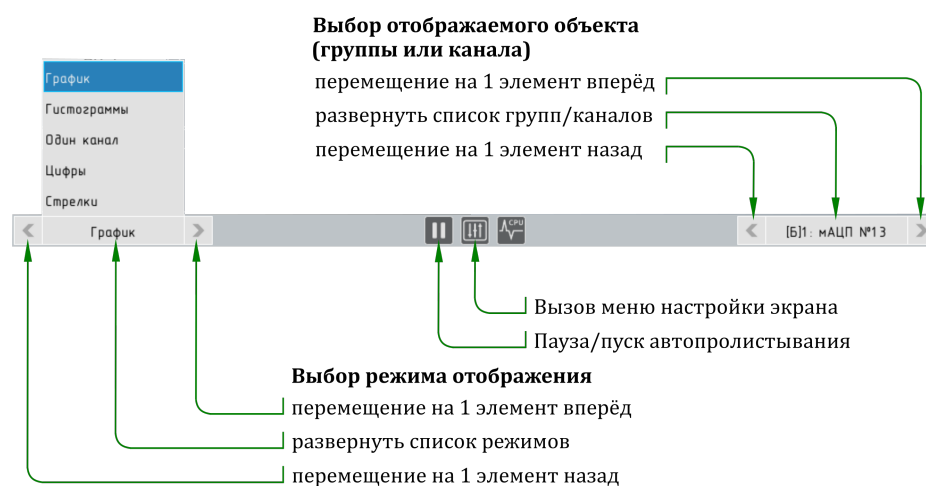 Выбор отображаемого объекта
(группы или канала)
перемещение на 1 элемент вперёд
развернуть список групп/каналов
перемещение на 1 элемент назад
График
Гистограммы
Один канал
Цифры
Стрелки
График
CPU
[Б]1: мАЦП №13
Вызов меню настройки экрана
Пауза/пуск автопролистывания
Выбор режима отображения
перемещение на 1 элемент вперёд
развернуть список режимов
перемещение на 1 элемент назад